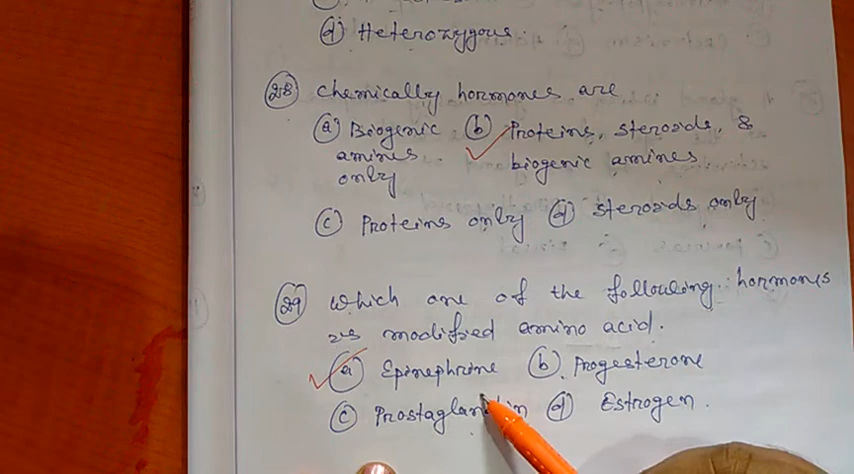 (d) Heterozygous.
(28) Chemically hormones are
(a) Biogenic (b) Proteins, steroids, &
amines. biogenic amines
only
(c) Proteins only (d) steroids only
(29) Which one of the following hormones
is modified amino acid.
(a) Epinephrine (b) Progesterone
(c) Prostaglandin (d) Estrogen.